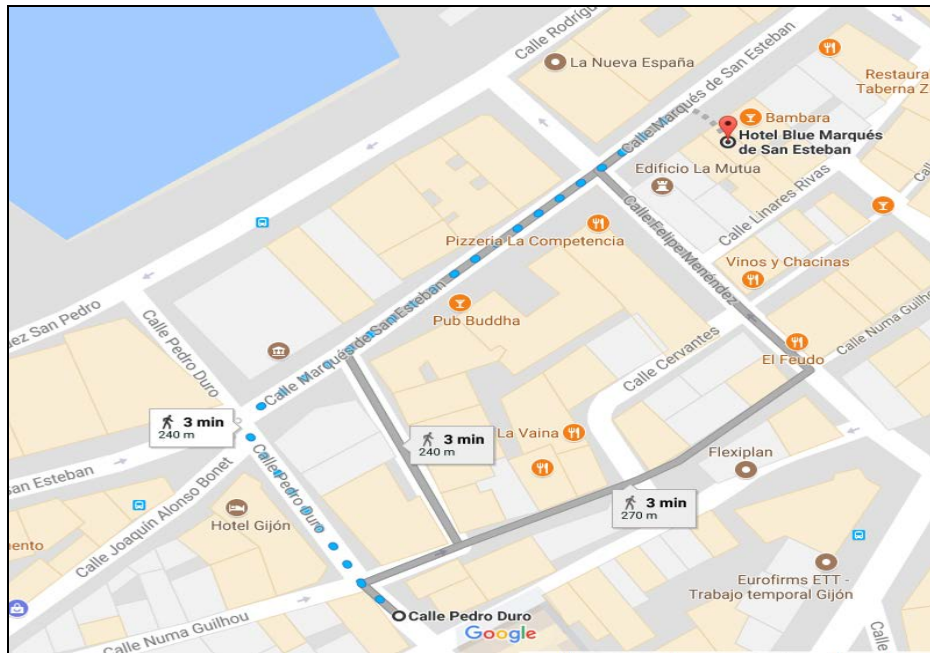 Calle Rodríg
La Nueva España
Calle Marqués de San Esteban
Restaura
Taberna Z
Bambara
Hotel Blue Marqués
de San Esteban
Edificio La Mutua
Calle Linares Rivas
Cal
Pizzería La Competencia
Calle Felipe Menéndez
Vinos y Chacinas
Calle Marqués de San Esteban
Pub Buddha
uez San Pedro
Calle Pedro Duro
El Feudo
Calle Numa Guilhou
Calle Cervantes
3 min
240 m
3 min
240 m
La Vaina
Calle Pedro Duro
Flexiplan
San Esteban
Calle Joaquín Alonso Bonet
3 min
270 m
Hotel Gijón
ento
Eurofirms ETT -
Trabajo temporal Gijón
Calle Pedro Duro
Google
Calle Numa Guilhou
Calle